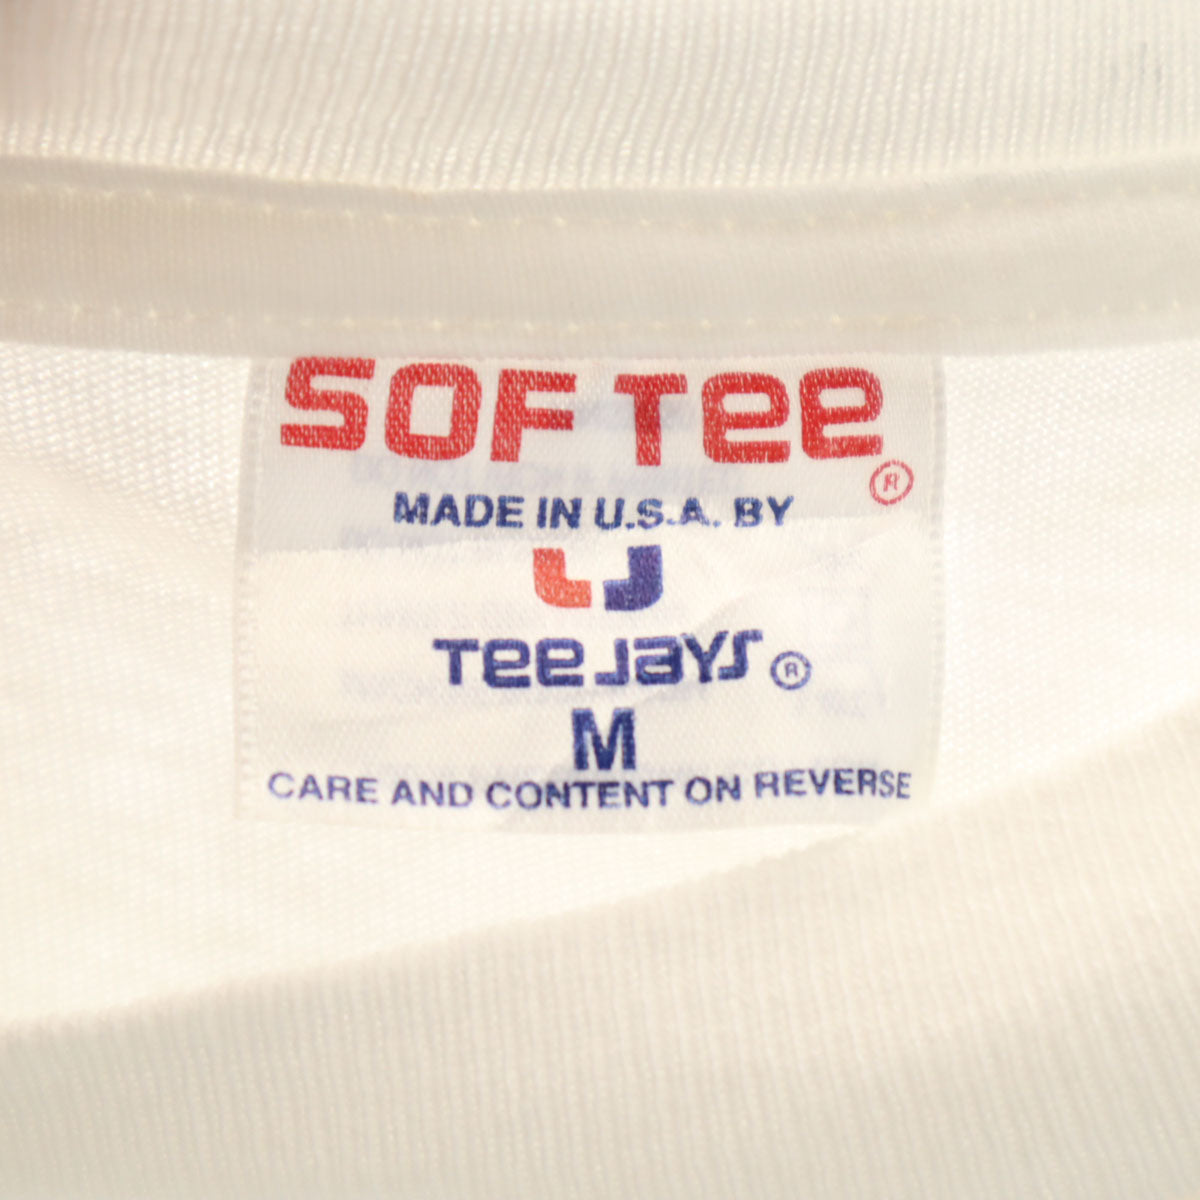 SOF Tee ®
MADE IN U.S.A. BY
Tee Jays ®
M
CARE AND CONTENT ON REVERSE